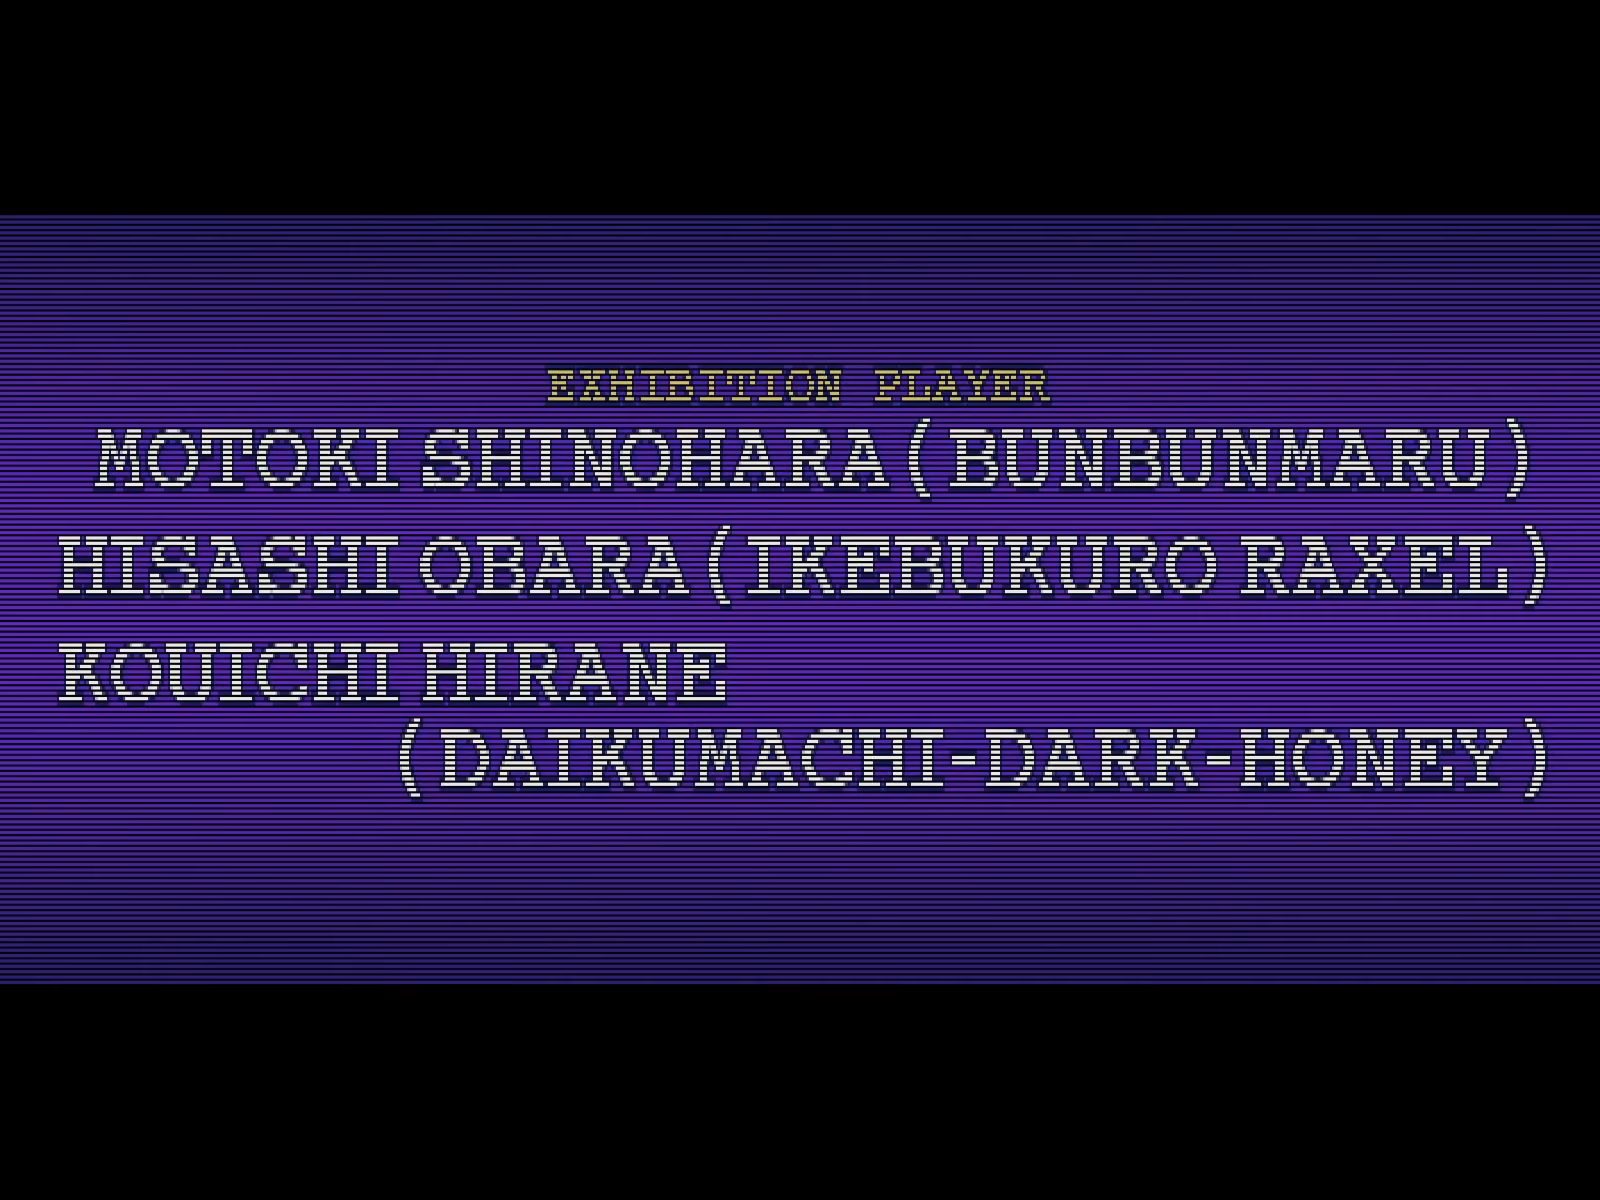 EXHIBITION PLAYER
MOTOKI SHINOHARA(BUNBUNMARU)
HISASHI OBARA(IKEBUKURO RAXEL)
KOUICHI HIRANE
(DAIKUMACHI-DARK-HONEY)